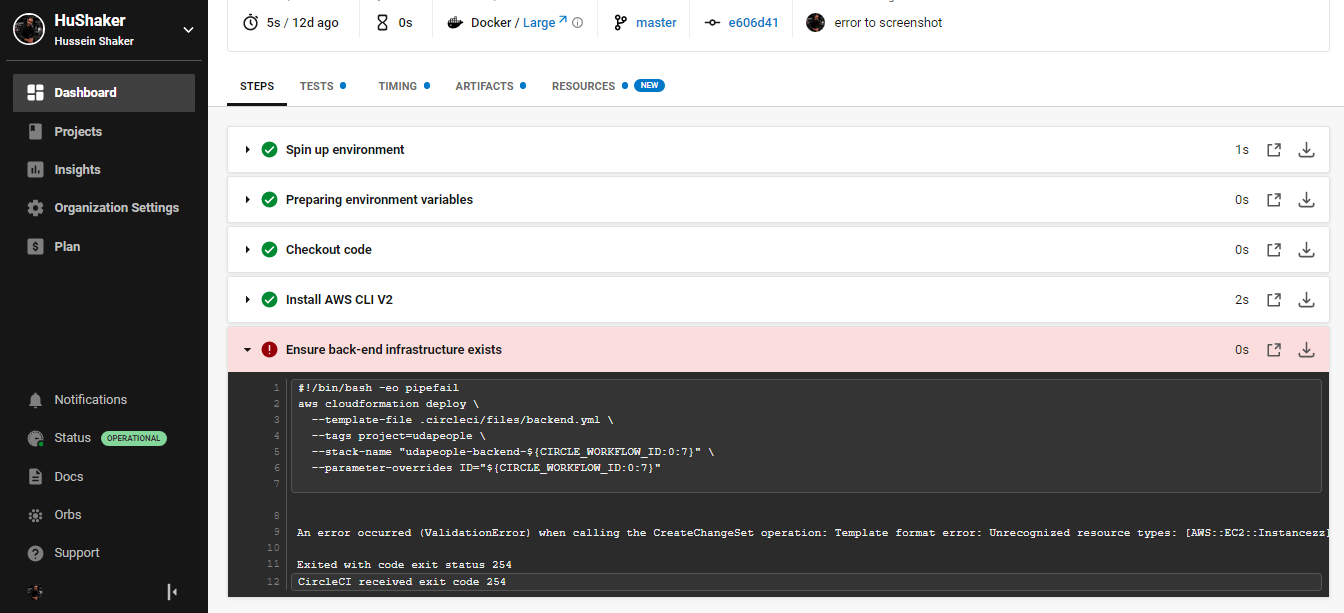 HuShaker
Hussein Shaker
Dashboard
Projects
Insights
Organization Settings
Plan
Notifications
Status OPERATIONAL
Docs
Orbs
Support
5s / 12d ago 0s Docker / Large master e606d41 error to screenshot
STEPS TESTS TIMING ARTIFACTS RESOURCES NEW
Spin up environment 1s
Preparing environment variables 0s
Checkout code 0s
Install AWS CLI V2 2s
Ensure back-end infrastructure exists 0s
1 #!/bin/bash -eo pipefail
2 aws cloudformation deploy \
3 --template-file .circleci/files/backend.yml \
4 --tags project=udapeople \
5 --stack-name "udapeople-backend-${CIRCLE_WORKFLOW_ID:0:7}" \
6 --parameter-overrides ID="${CIRCLE_WORKFLOW_ID:0:7}"
7
8
9 An error occurred (ValidationError) when calling the CreateChangeSet operation: Template format error: Unrecognized resource types: [AWS::EC2::Instancezz]
10
11 Exited with code exit status 254
12 CircleCI received exit code 254